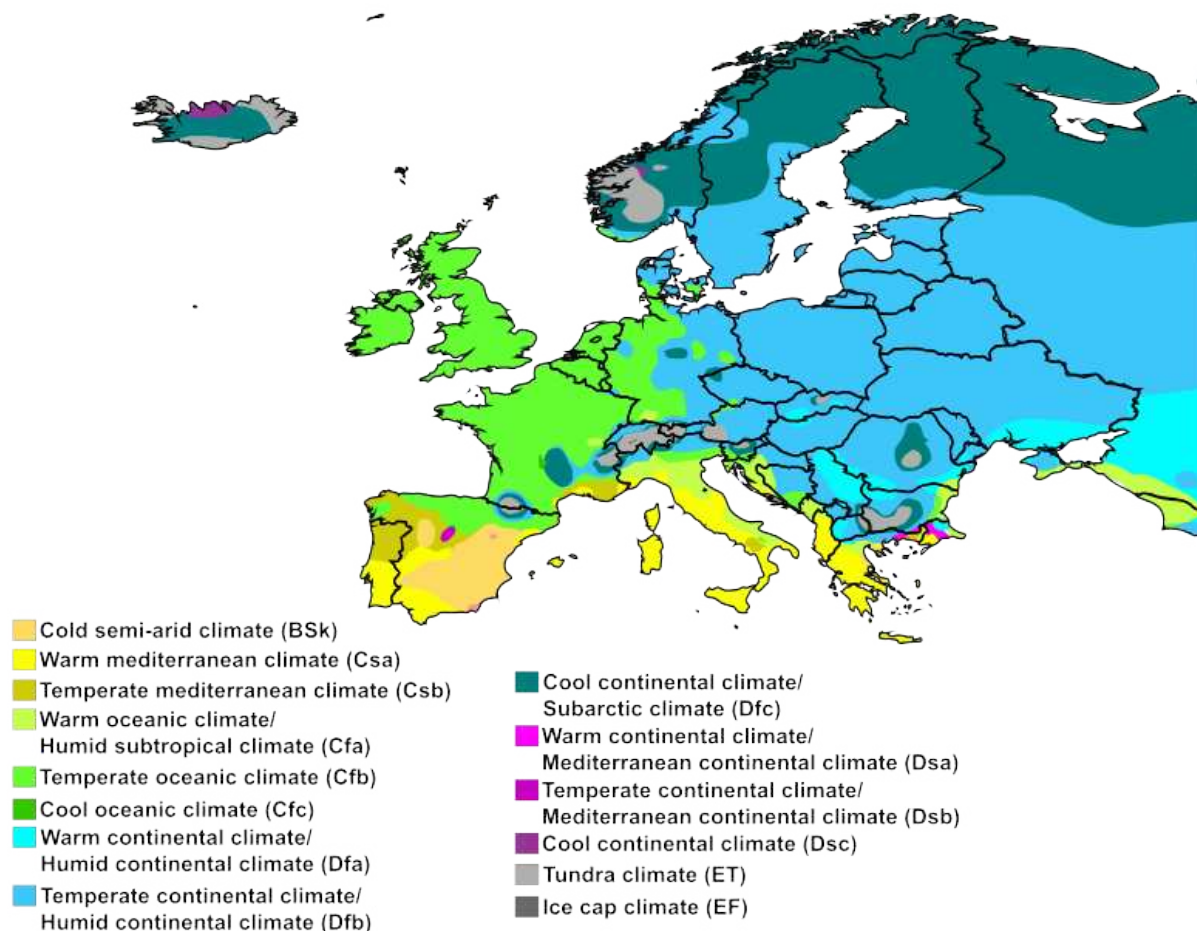 Cold semi-arid climate (BSk)
Warm mediterranean climate (Csa)
Temperate mediterranean climate (Csb)
Warm oceanic climate/
Humid subtropical climate (Cfa)
Temperate oceanic climate (Cfb)
Cool oceanic climate (Cfc)
Warm continental climate/
Humid continental climate (Dfa)
Temperate continental climate/
Humid continental climate (Dfb)
Cool continental climate/
Subarctic climate (Dfc)
Warm continental climate/
Mediterranean continental climate (Dsa)
Temperate continental climate/
Mediterranean continental climate (Dsb)
Cool continental climate (Dsc)
Tundra climate (ET)
Ice cap climate (EF)